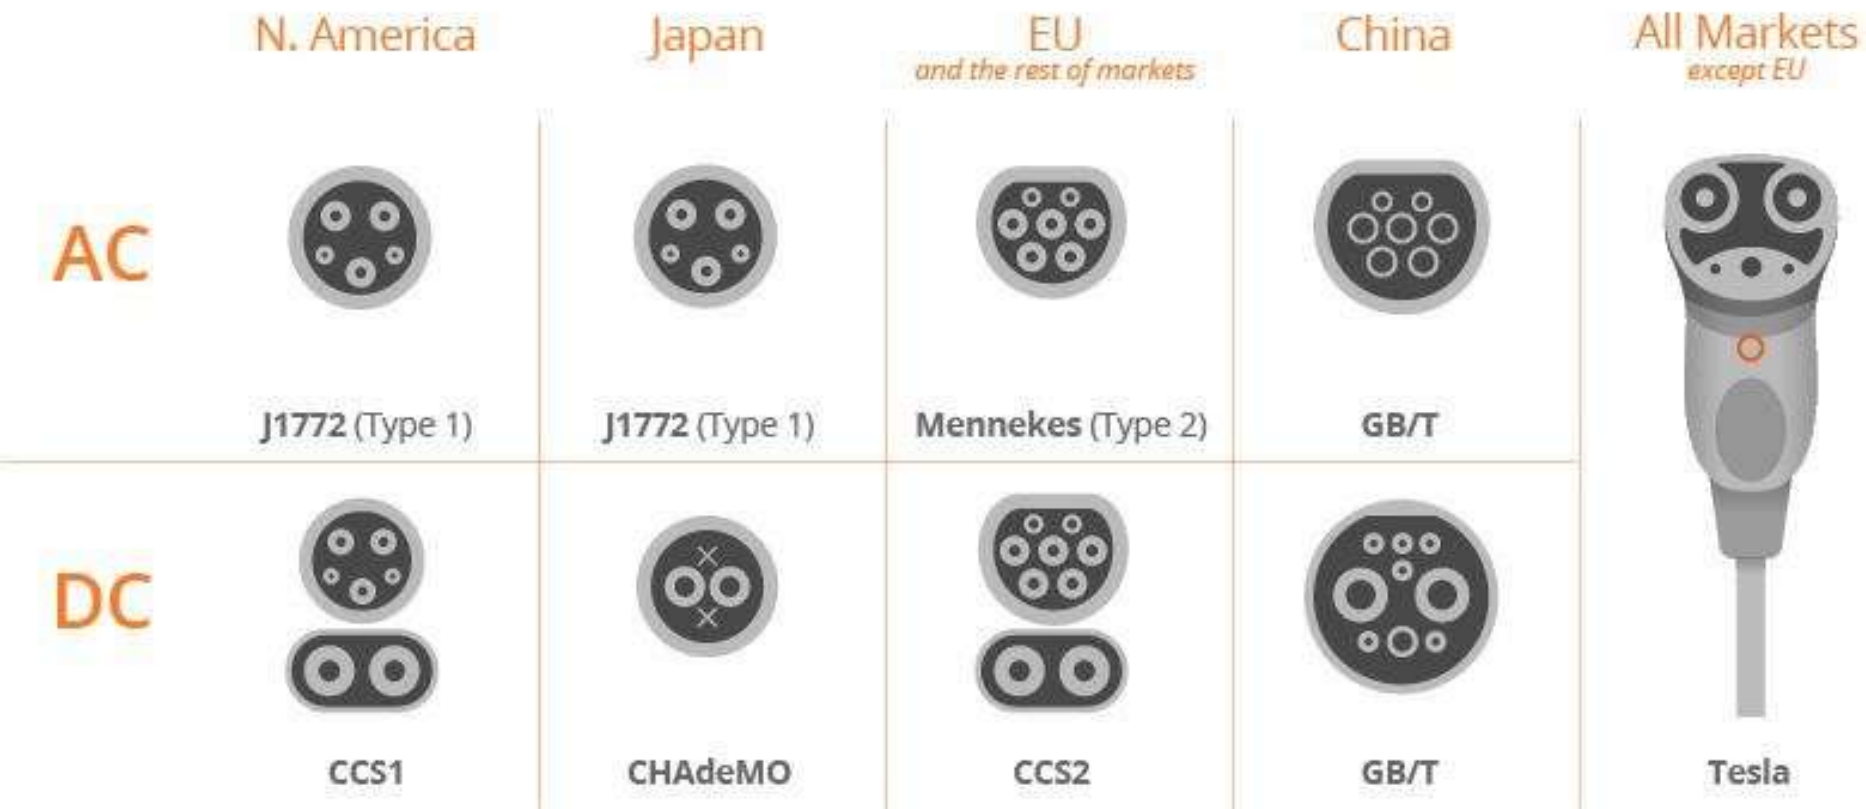 N. America
Japan
EU
and the rest of markets
China
All Markets
except EU
AC
J1772 (Type 1)
J1772 (Type 1)
Mennekes (Type 2)
GB/T
DC
CCS1
CHAdeMO
CCS2
GB/T
Tesla